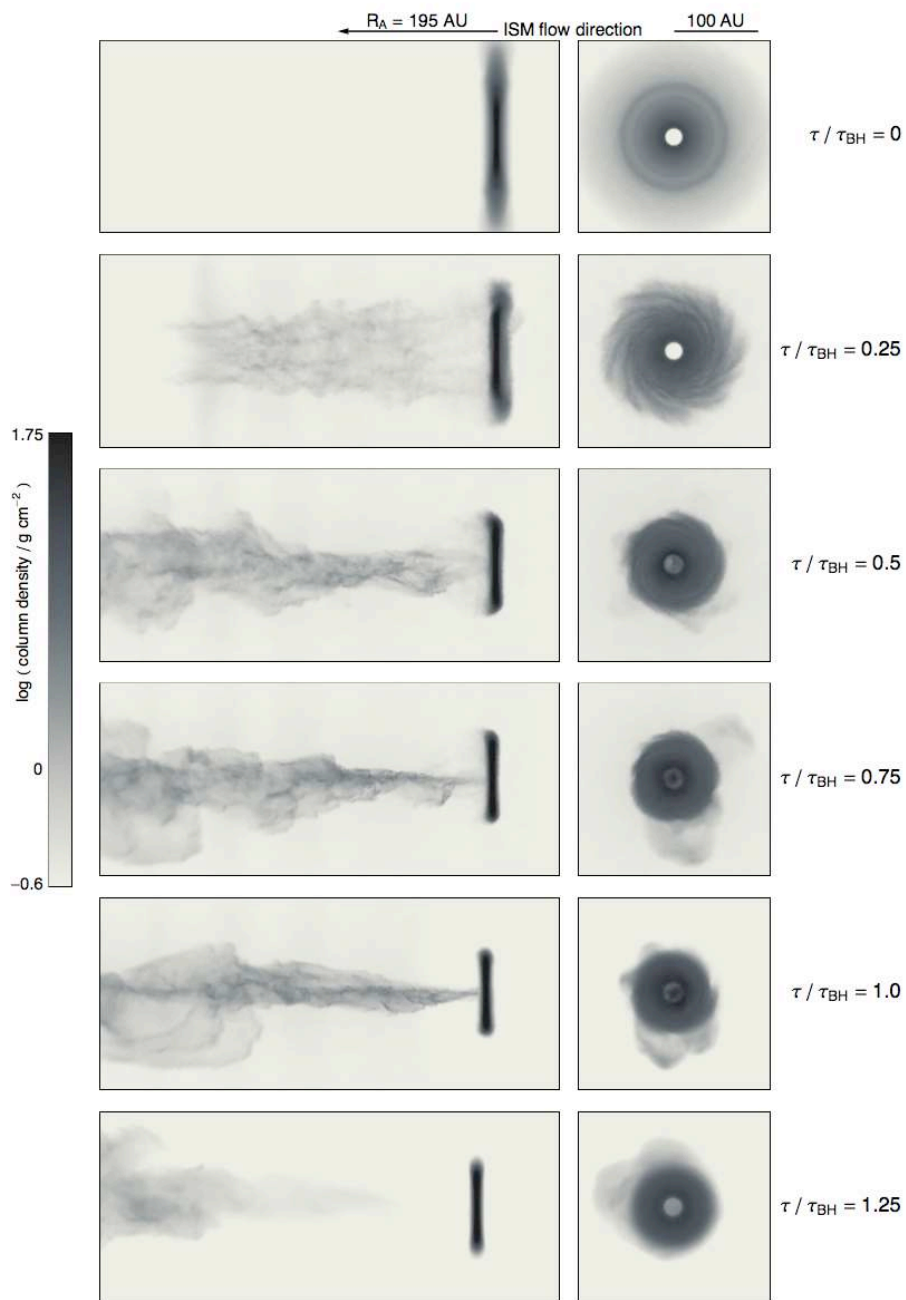 R_A = 195 AU
ISM flow direction
100 AU
τ / τ_BH = 0
τ / τ_BH = 0.25
1.75
log ( column density / g cm⁻² )
0
−0.6
τ / τ_BH = 0.5
τ / τ_BH = 0.75
τ / τ_BH = 1.0
τ / τ_BH = 1.25